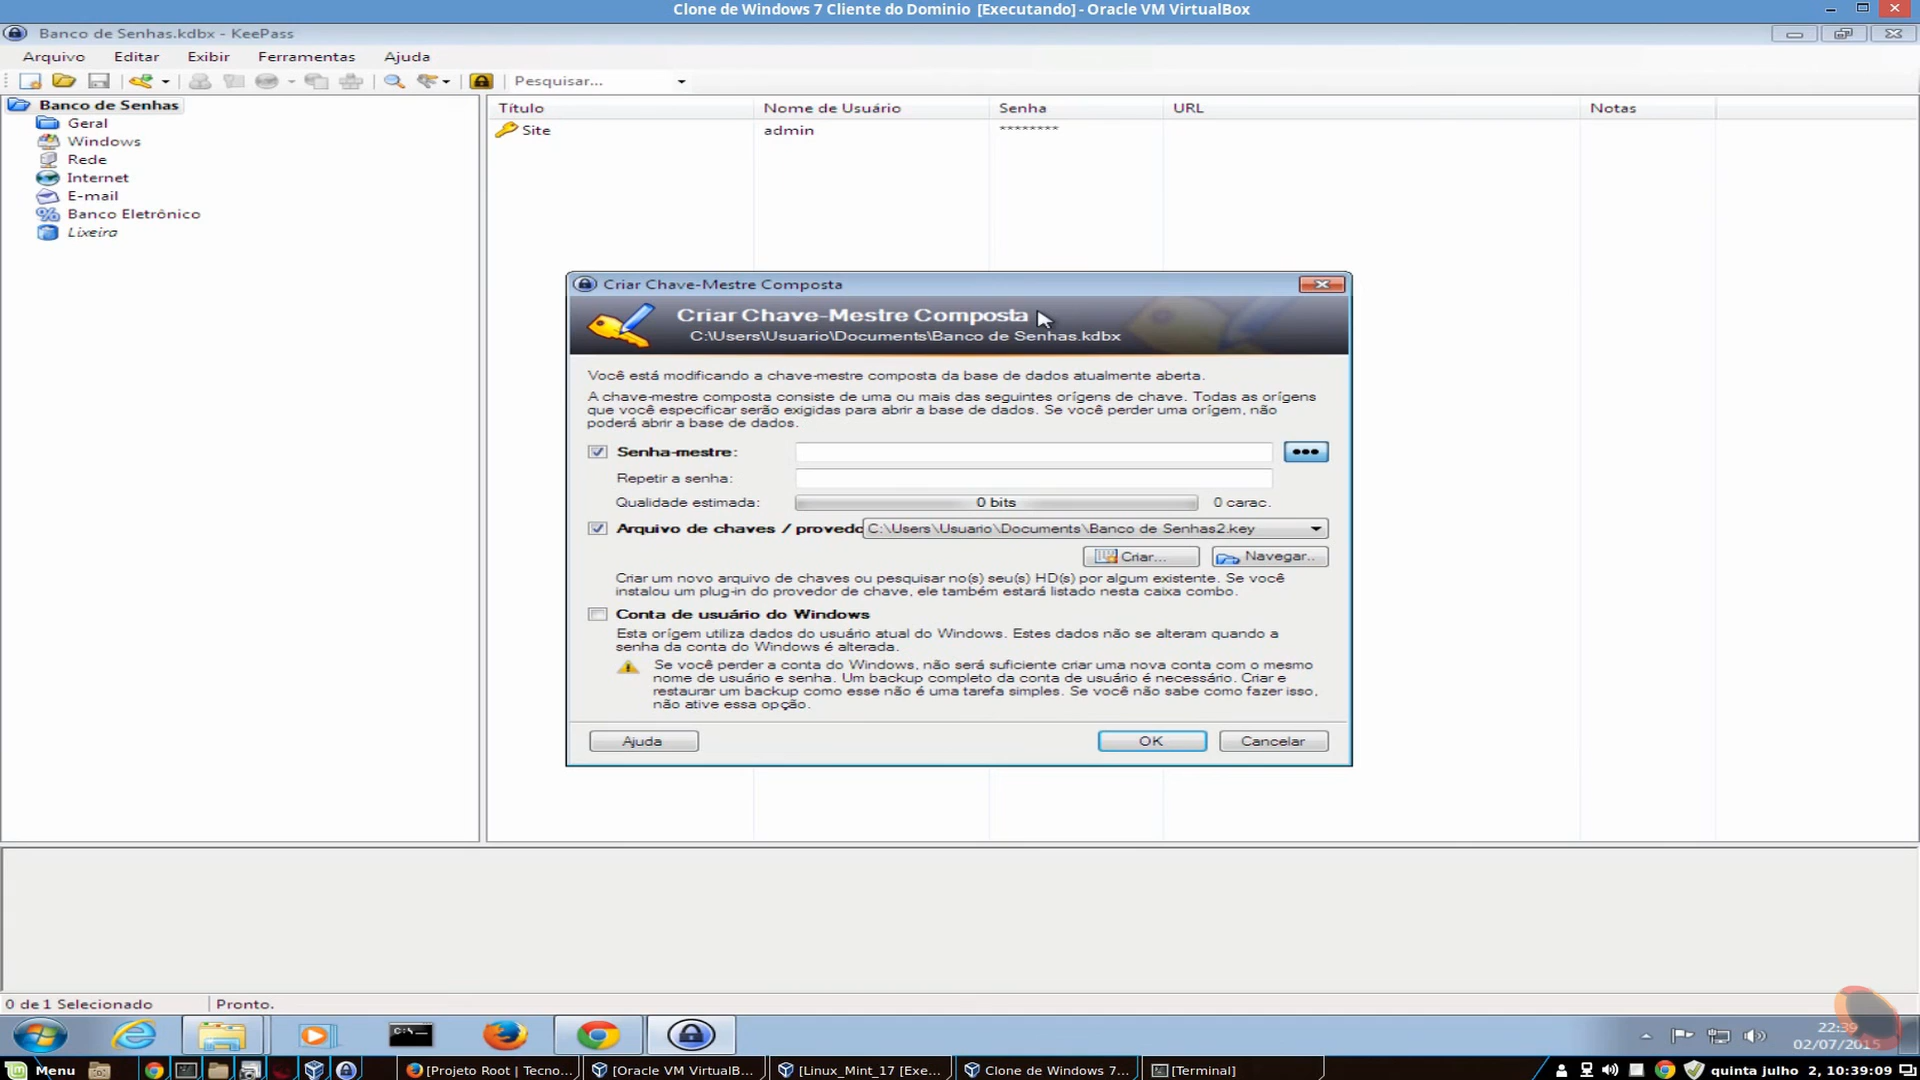 Clone de Windows 7 Cliente do Dominio [Executando] - Oracle VM VirtualBox
Banco de Senhas.kdbx - KeePass
Arquivo Editar Exibir Ferramentas Ajuda
Pesquisar...
Banco de Senhas
Geral
Windows
Rede
Internet
E-mail
Banco Eletrônico
Lixeira
Título Nome de Usuário Senha URL Notas
Site admin ********
Criar Chave-Mestre Composta
Criar Chave-Mestre Composta
C:\Users\Usuario\Documents\Banco de Senhas.kdbx
Você está modificando a chave-mestre composta da base de dados atualmente aberta.
A chave-mestre composta consiste de uma ou mais das seguintes orígens de chave. Todas as orígens
que você especificar serão exigidas para abrir a base de dados. Se você perder uma orígem, não
poderá abrir a base de dados.
Senha-mestre:
Repetir a senha:
Qualidade estimada: 0 bits 0 carac.
Arquivo de chaves / provedo C:\Users\Usuario\Documents\Banco de Senhas2.key
Criar... Navegar..
Criar um novo arquivo de chaves ou pesquisar no(s) seu(s) HD(s) por algum existente. Se você
instalou um plug-in do provedor de chave, ele também estará listado nesta caixa combo.
Conta de usuário do Windows
Esta orígem utiliza dados do usuário atual do Windows. Estes dados não se alteram quando a
senha da conta do Windows é alterada.
Se você perder a conta do Windows, não será suficiente criar uma nova conta com o mesmo
nome de usuário e senha. Um backup completo da conta de usuário é necessário. Criar e
restaurar um backup como esse não é uma tarefa simples. Se você não sabe como fazer isso,
não ative essa opção.
Ajuda OK Cancelar
0 de 1 Selecionado Pronto.
C:\
22:39
02/07/2015
Menu [Projeto Root | Tecno... [Oracle VM VirtualB... [Linux_Mint_17 [Exe... Clone de Windows 7... [Terminal] quinta julho 2, 10:39:09